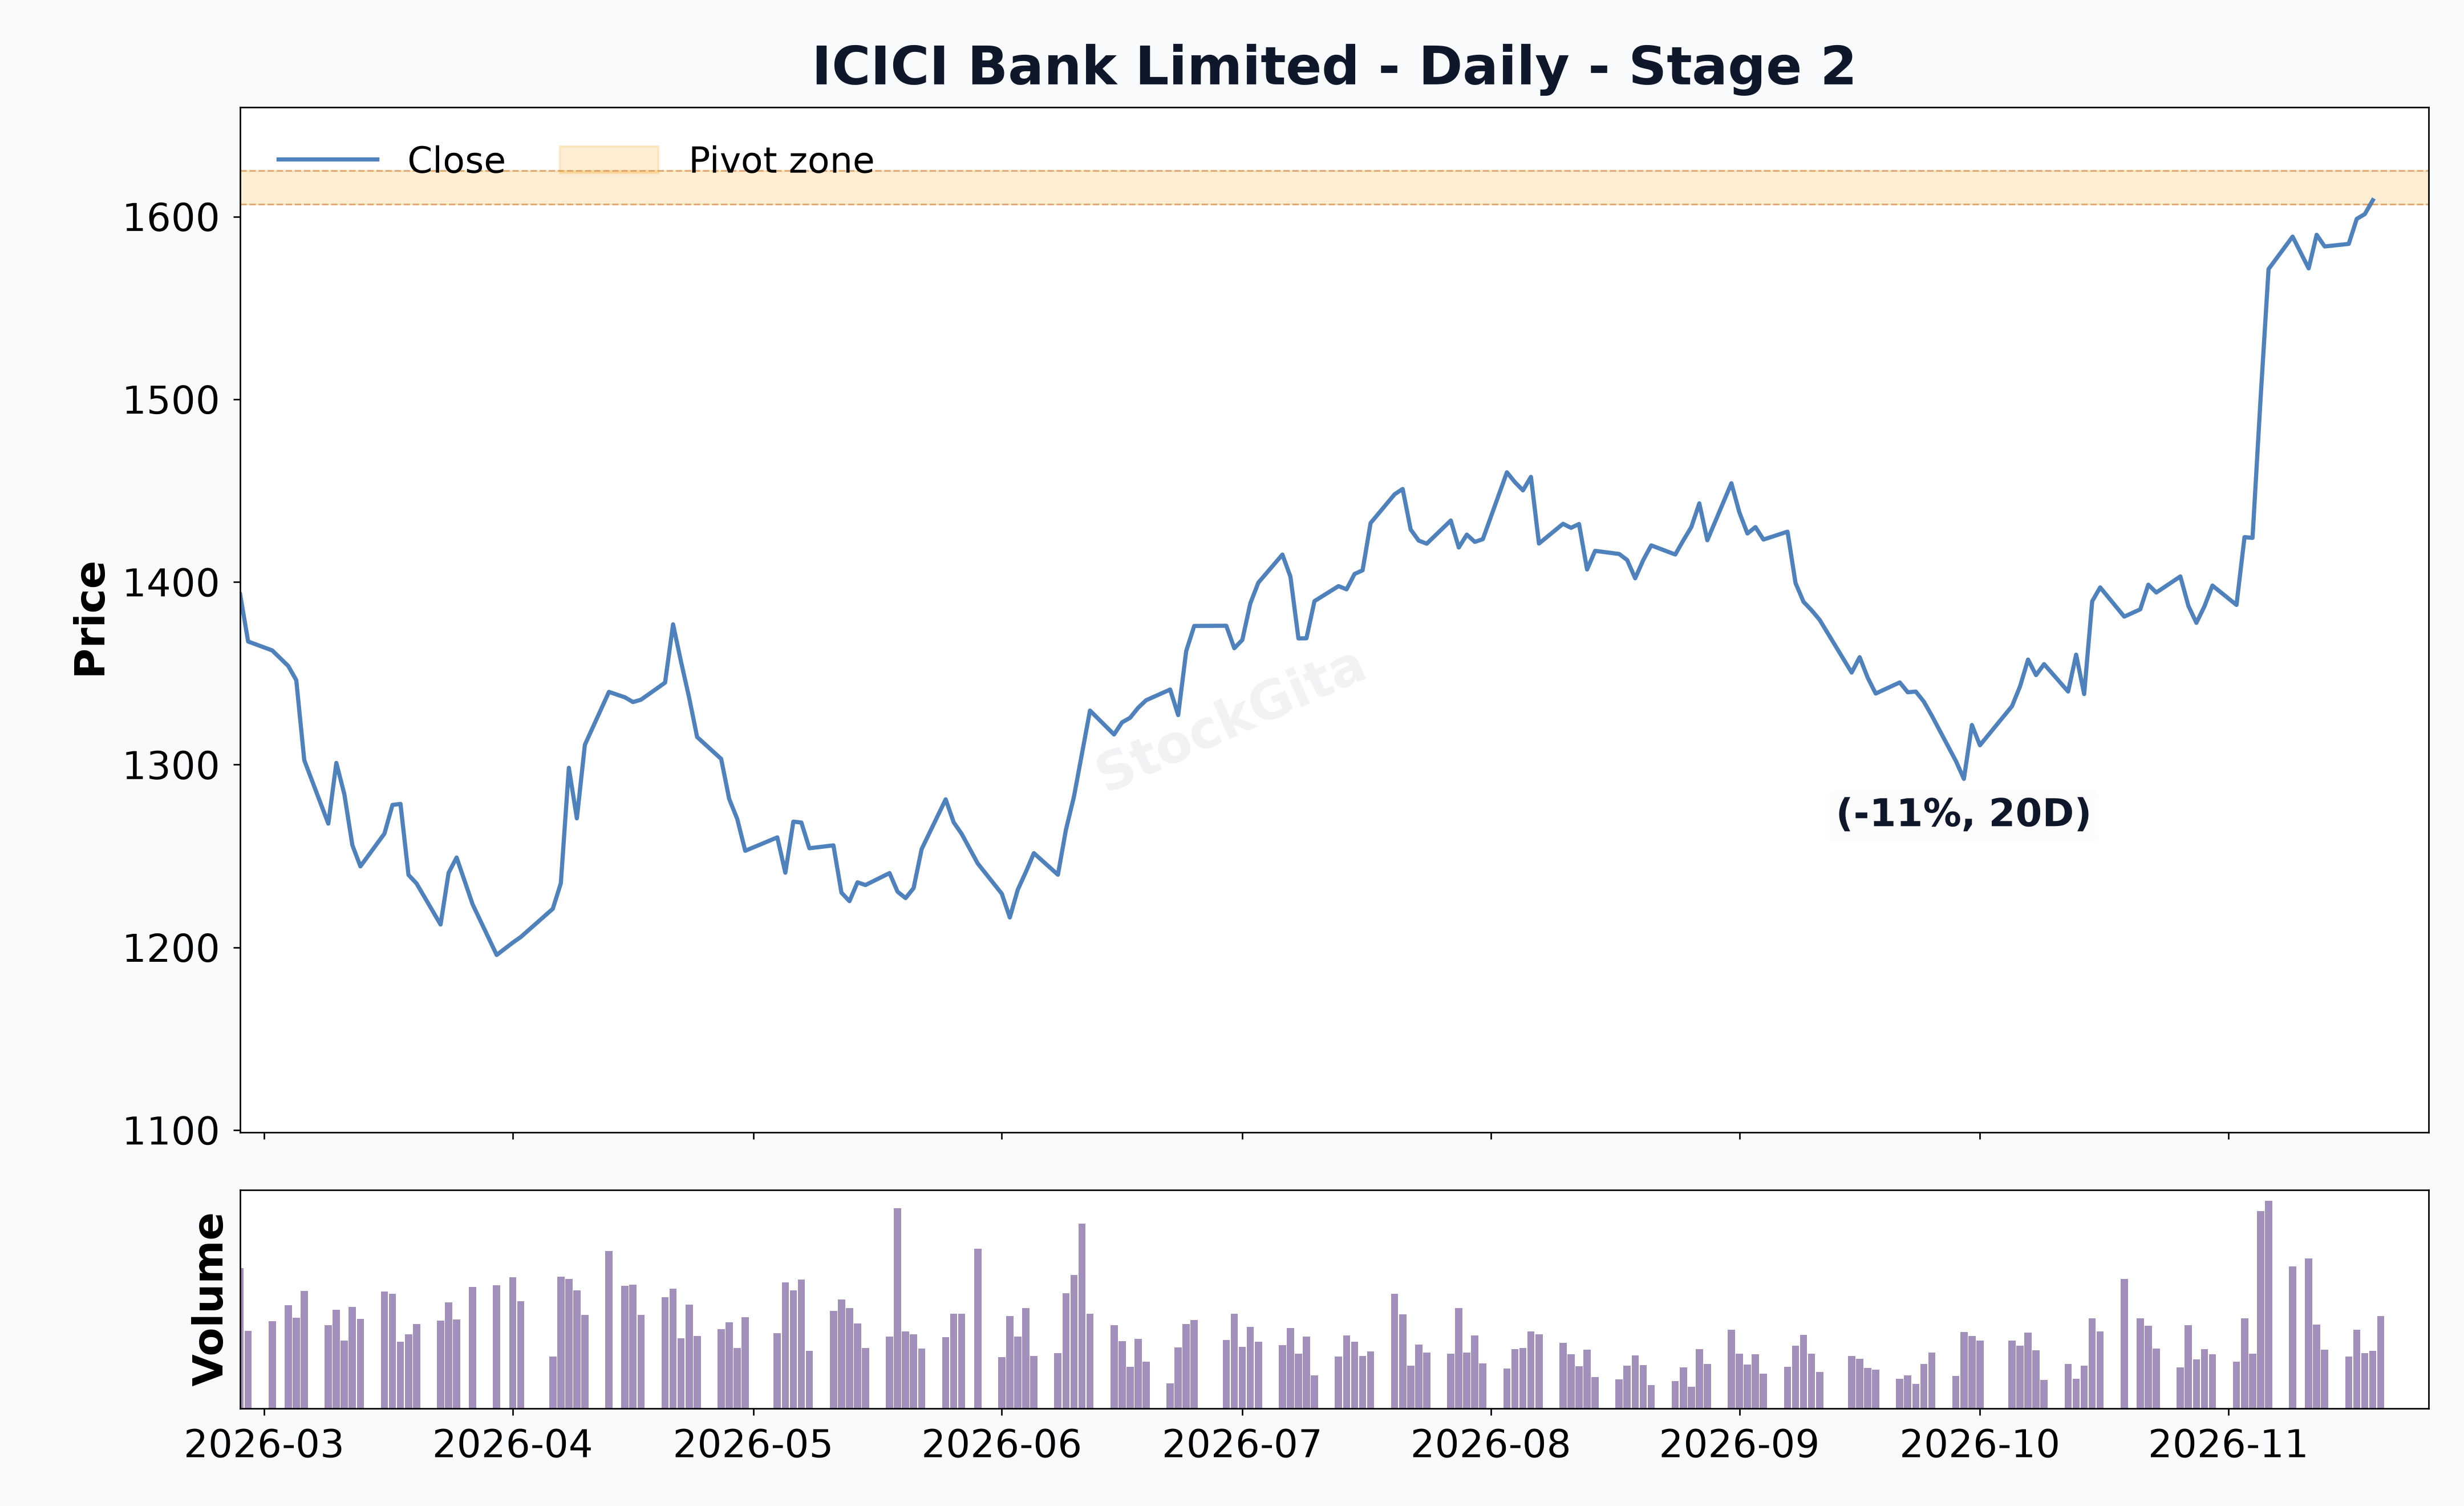 ICICI Bank Limited - Daily - Stage 2
Close
Pivot zone
1600
1500
1400
1300
1200
1100
Price
StockGita
(-11%, 20D)
Volume
2026-03
2026-04
2026-05
2026-06
2026-07
2026-08
2026-09
2026-10
2026-11